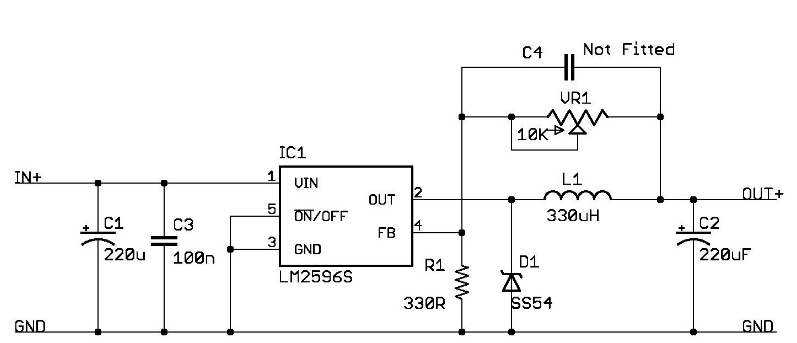 C4 Not Fitted
VR1
10K
IC1
IN+ 1 VIN OUT 2 L1 OUT+
330uH
C1 220u
C3 100n
5 ON/OFF FB 4
3 GND
LM2596S
R1 330R
D1 SS54
C2 220uF
GND GND